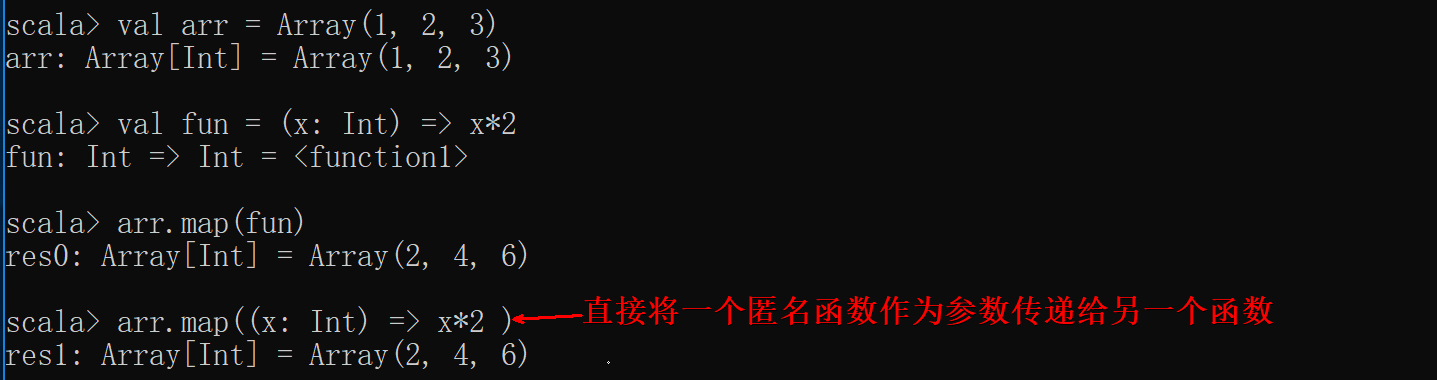 scala> val arr = Array(1, 2, 3)
arr: Array[Int] = Array(1, 2, 3)
scala> val fun = (x: Int) => x*2
fun: Int => Int = <function1>
scala> arr.map(fun)
res0: Array[Int] = Array(2, 4, 6)
scala> arr.map((x: Int) => x*2 ) 直接将一个匿名函数作为参数传递给另一个函数
res1: Array[Int] = Array(2, 4, 6)